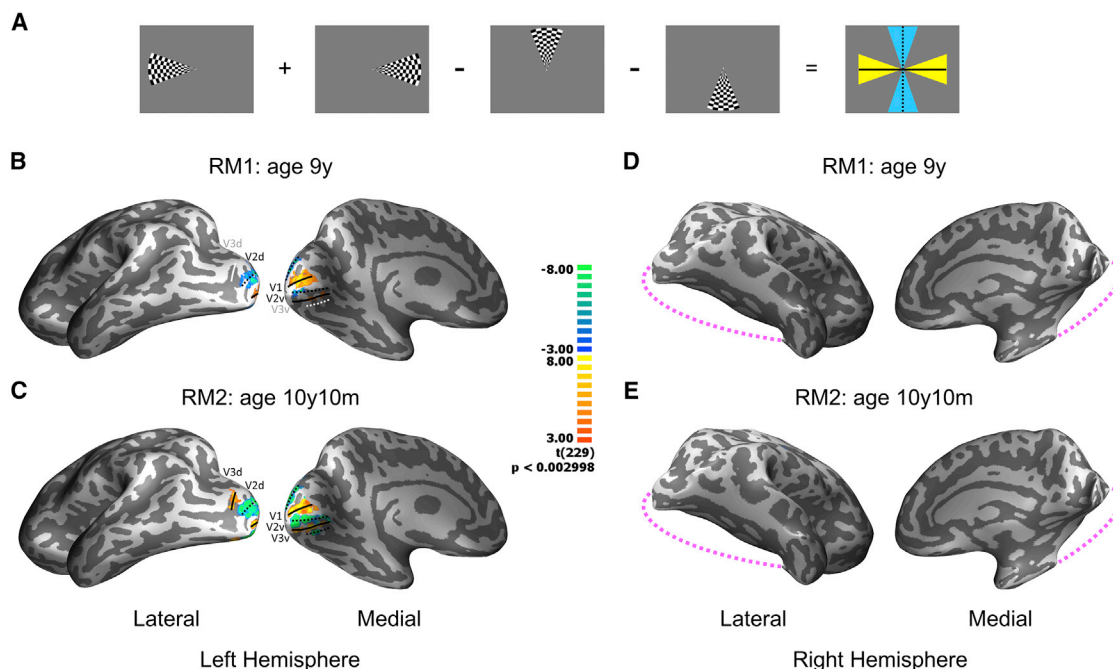 A
+ - - =
B
RM1: age 9y
D
RM1: age 9y
V3d
V2d
V1
V2v
V3v
-8.00
-3.00
8.00
3.00
t(229)
p < 0.002998
C
RM2: age 10y10m
E
RM2: age 10y10m
V3d
V2d
V1
V2v
V3v
Lateral
Medial
Lateral
Medial
Left Hemisphere
Right Hemisphere